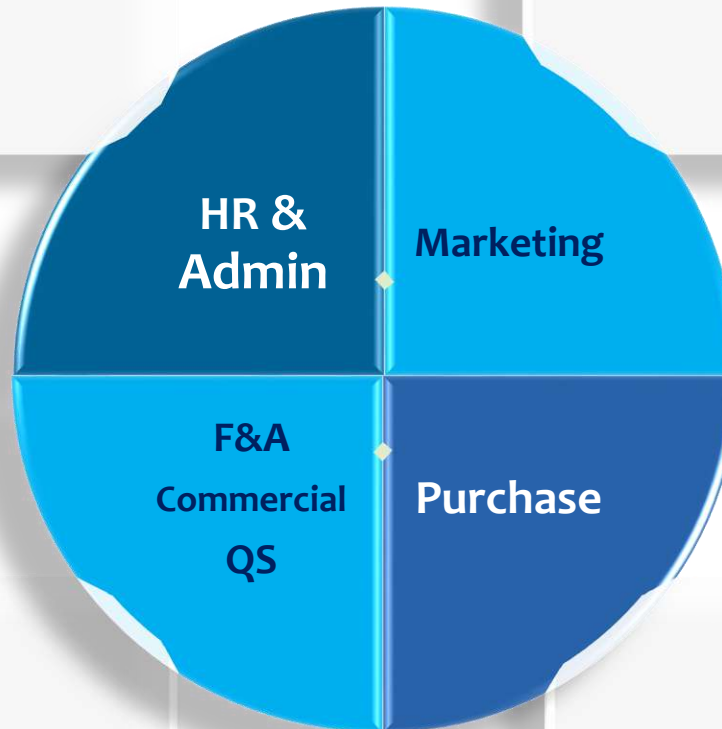 HR &
Admin
Marketing
F&A
Commercial
QS
Purchase